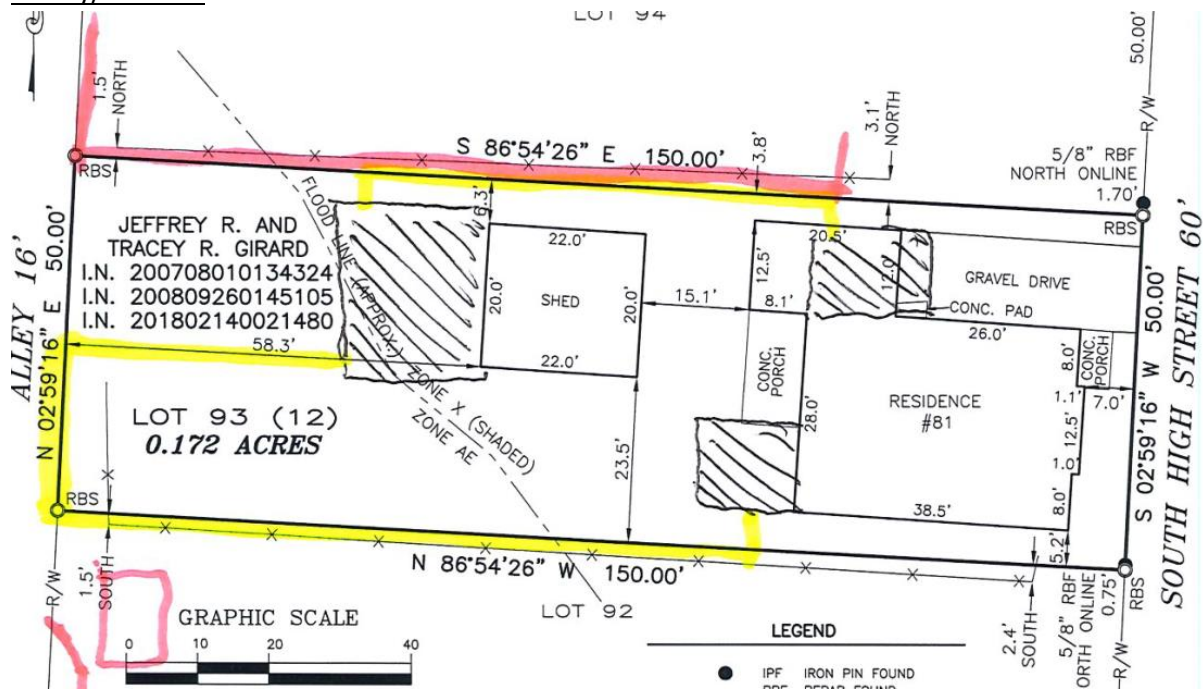 LOT 94
50.00'
R/W
1.5'
NORTH
3.1'
NORTH
S 86°54'26" E 150.00'
3.8'
5/8" RBF
NORTH ONLINE
1.70'
RBS
RBS
JEFFREY R. AND
TRACEY R. GIRARD
I.N. 200708010134324
I.N. 200809260145105
I.N. 201802140021480
58.3'
ALLEY 16'
N 02°59'16" E 50.00'
FLOOD LINE (APPROX.) ZONE X (SHADED)
ZONE AE
6.3'
22.0'
20.0'
SHED
20.0'
22.0'
15.1'
12.5'
8.1'
20.5'
12.0'
GRAVEL DRIVE
CONC. PAD
26.0'
CONC.
PORCH
28.0'
RESIDENCE
#81
8.0'
CONC.
PORCH
1.1'
7.0'
12.5'
1.0'
8.0'
38.5'
5.2'
23.5'
S 02°59'16" W 50.00'
SOUTH HIGH STREET 60'
LOT 93 (12)
0.172 ACRES
RBS
N 86°54'26" W 150.00'
RBS
R/W
1.5'
SOUTH
LOT 92
2.4'
SOUTH
5/8" RBF
ORTH ONLINE
0.75'
R/W
GRAPHIC SCALE
0 10 20 40
LEGEND
IPF IRON PIN FOUND
RBF REBAR FOUND